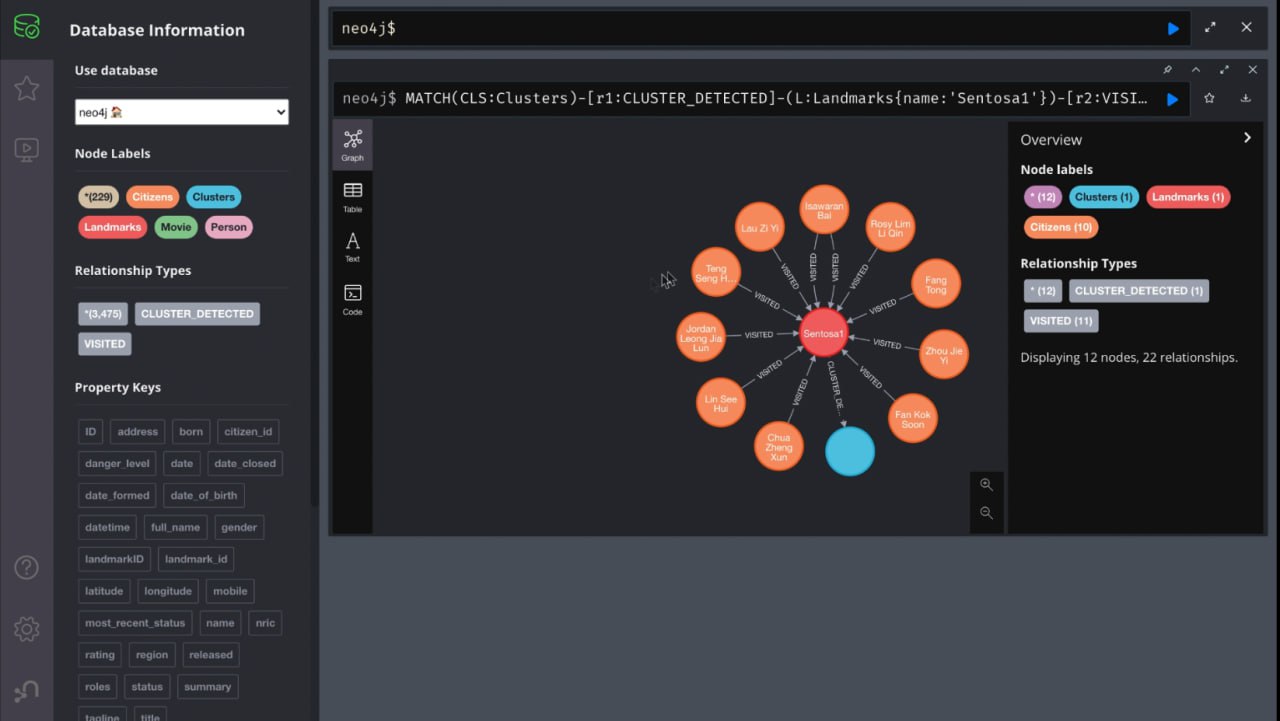 Database Information
Use database
neo4j
Node Labels
*(229) Citizens Clusters
Landmarks Movie Person
Relationship Types
*(3,475) CLUSTER_DETECTED
VISITED
Property Keys
ID address born citizen_id
danger_level date date_closed
date_formed date_of_birth
datetime full_name gender
landmarkID landmark_id
latitude longitude mobile
most_recent_status name nric
rating region released
roles status summary
tagline title
neo4j$
neo4j$ MATCH(CLS:Clusters)-[r1:CLUSTER_DETECTED]-(L:Landmarks{name:'Sentosa1'})-[r2:VISI…
Graph
Table
Text
Code
Isawaran
Bal
Lau Zi Yi
Rosy Lim
Li Qin
Teng
Seng H...
Fang
Tong
Jordan
Leong Jia
Lun
Sentosa1
Zhou Jie
Yi
Lin See
Hui
Fan Kok
Soon
Chua
Zheng
Xun
VISITED
VISITED
VISITED
VISITED
VISITED
VISITED
VISITED
VISITED
VISITED
VISITED
VISITED
CLUSTER_DE...
Overview
Node labels
* (12) Clusters (1) Landmarks (1)
Citizens (10)
Relationship Types
* (12) CLUSTER_DETECTED (1)
VISITED (11)
Displaying 12 nodes, 22 relationships.